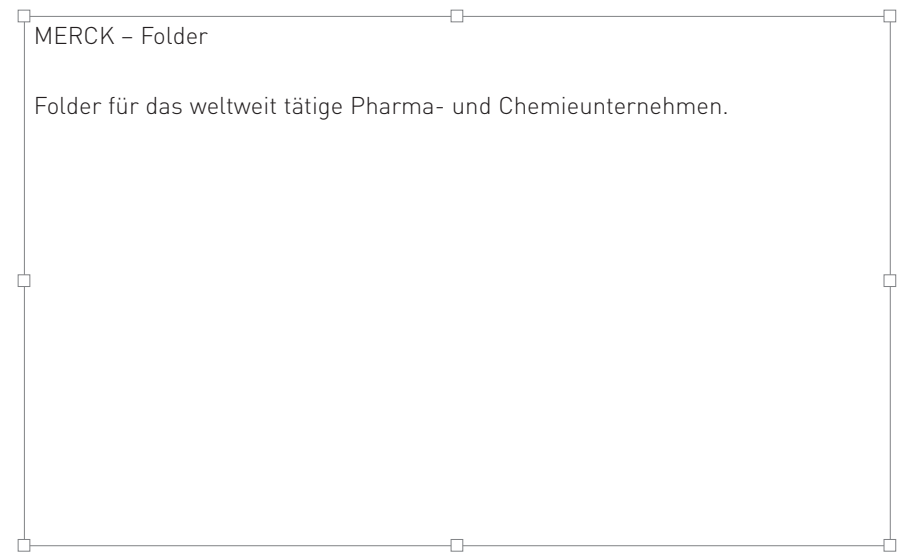 MERCK – Folder
Folder für das weltweit tätige Pharma- und Chemieunternehmen.